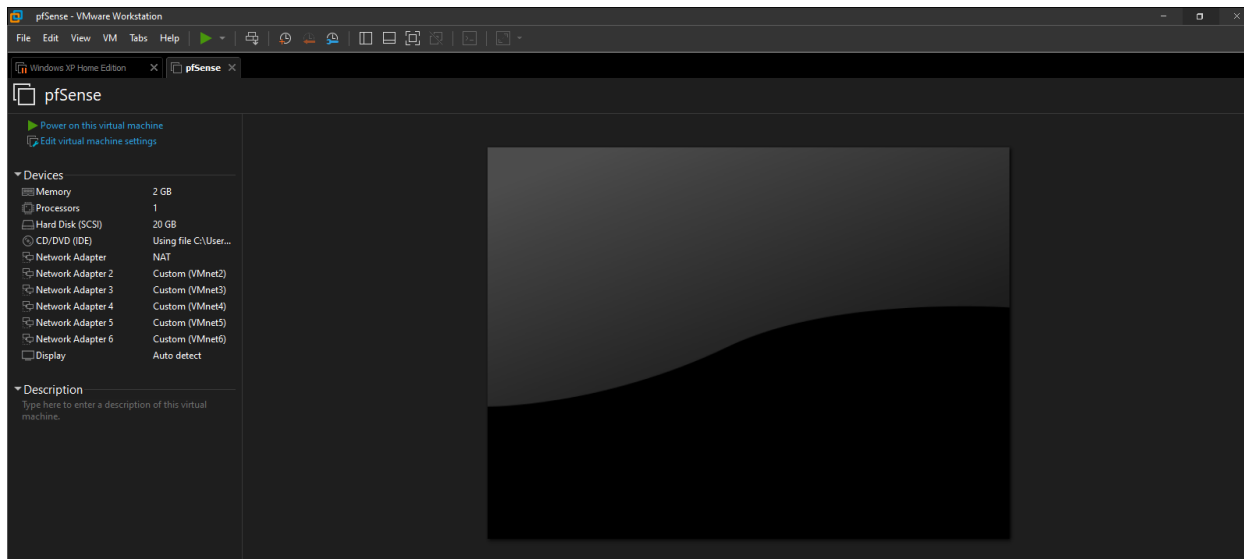 pfSense - VMware Workstation
File Edit View VM Tabs Help
Windows XP Home Edition pfSense
pfSense
Power on this virtual machine
Edit virtual machine settings
Devices
Memory 2 GB
Processors 1
Hard Disk (SCSI) 20 GB
CD/DVD (IDE) Using file C:\User...
Network Adapter NAT
Network Adapter 2 Custom (VMnet2)
Network Adapter 3 Custom (VMnet3)
Network Adapter 4 Custom (VMnet4)
Network Adapter 5 Custom (VMnet5)
Network Adapter 6 Custom (VMnet6)
Display Auto detect
Description
Type here to enter a description of this virtual
machine.